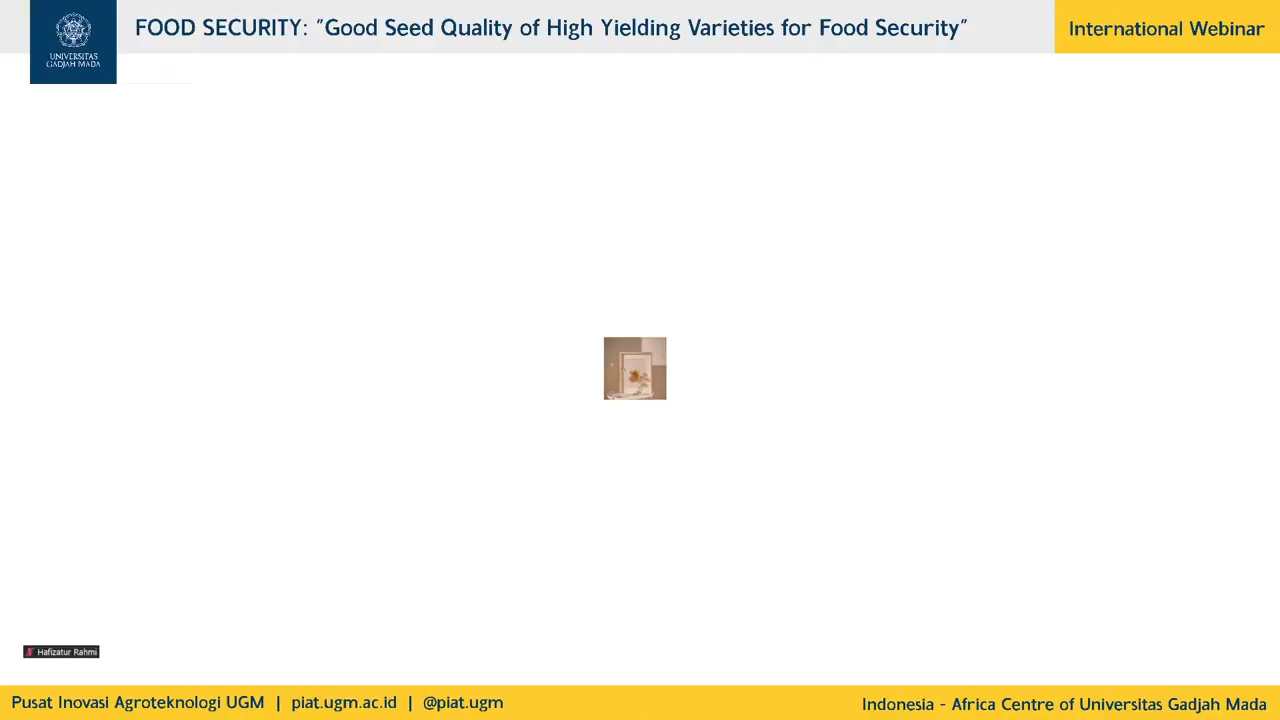 FOOD SECURITY: "Good Seed Quality of High Yielding Varieties for Food Security"
International Webinar
UNIVERSITAS
GADJAH MADA
Hafizatur Rahmi
Pusat Inovasi Agroteknologi UGM | piat.ugm.ac.id | @piat.ugm
Indonesia - Africa Centre of Universitas Gadjah Mada